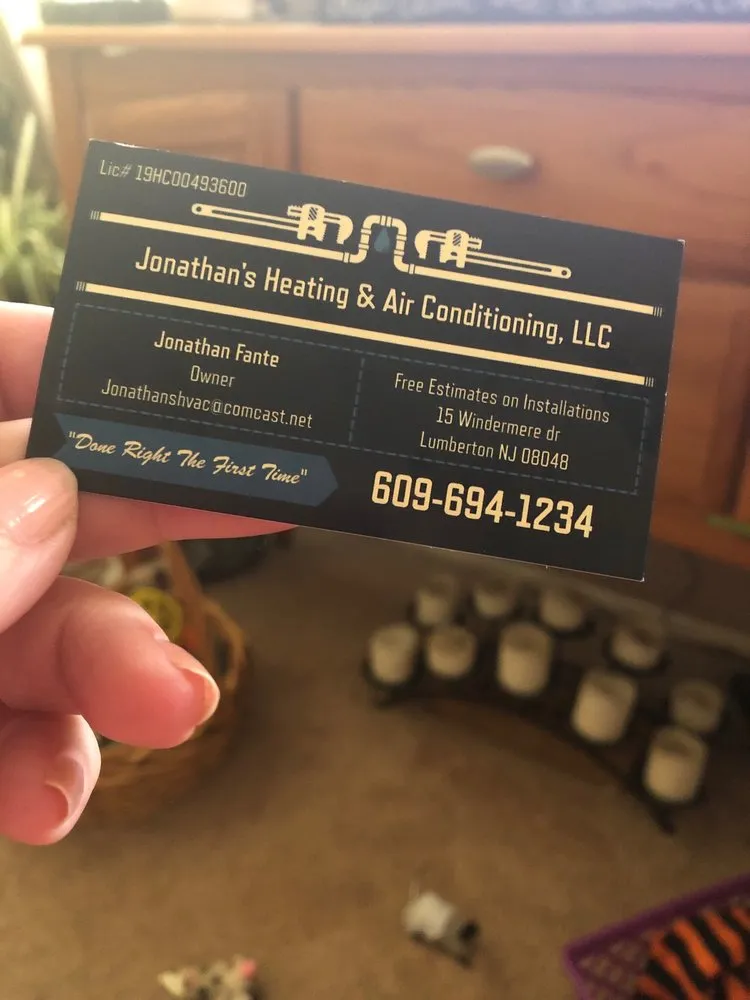 Lic# 19HC00493600
Jonathan's Heating & Air Conditioning, LLC
Jonathan Fante
Owner
Jonathanshvac@comcast.net
"Done Right The First Time"
Free Estimates on Installations
15 Windermere dr
Lumberton NJ 08048
609-694-1234